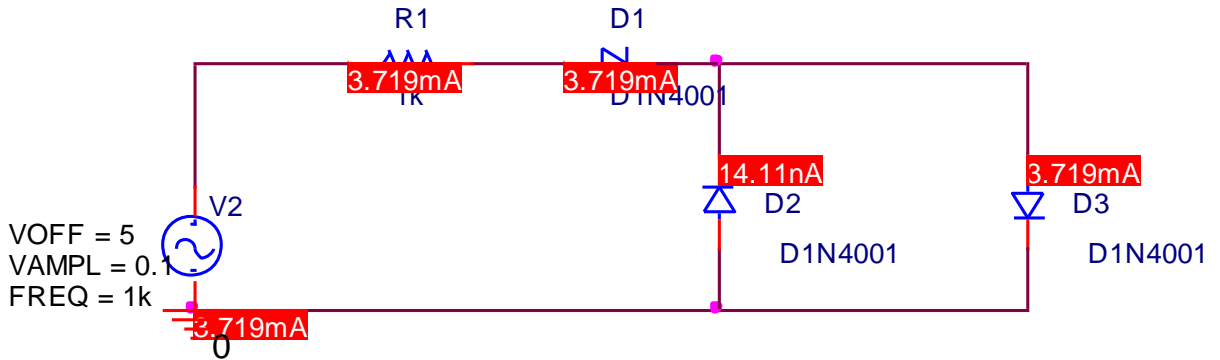 R1
D1
3.719mA
3.719mA
1k
D1N4001
14.11nA
3.719mA
V2
D2
D3
VOFF = 5
VAMPL = 0.1
FREQ = 1k
D1N4001
D1N4001
3.719mA
0